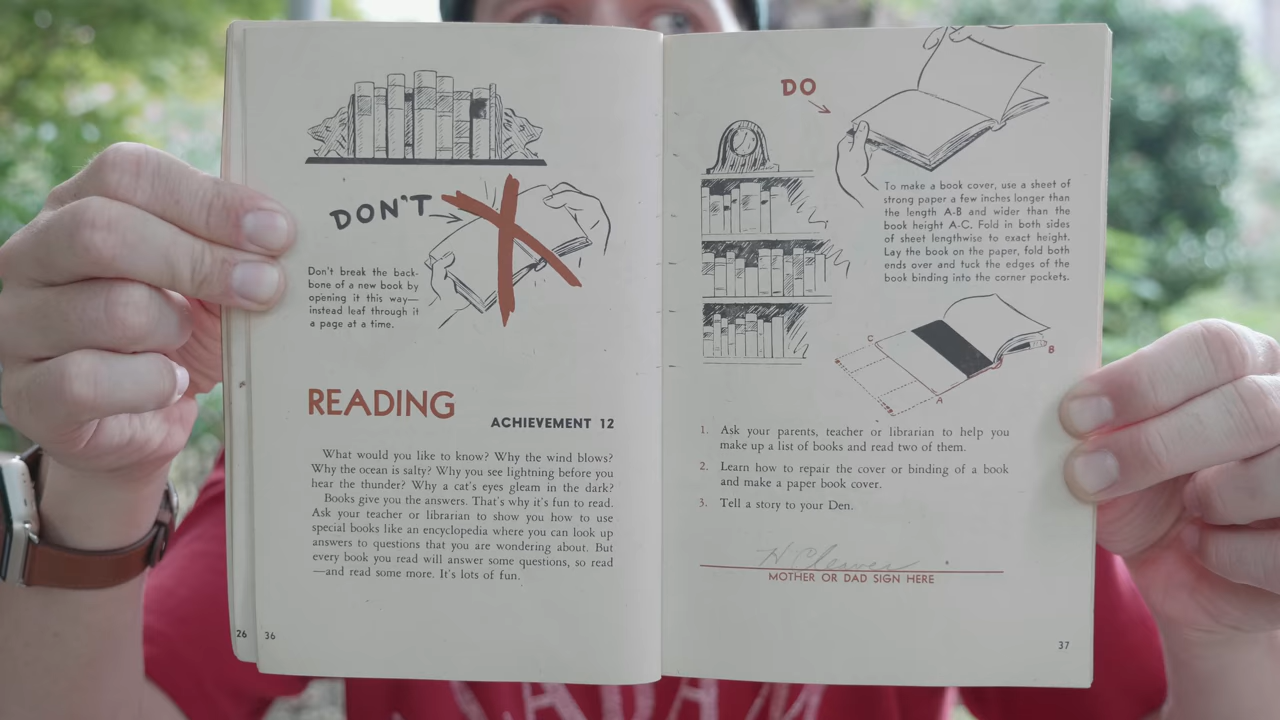 DON'T
Don't break the back-
bone of a new book by
opening it this way—
instead leaf through it
a page at a time.
READING
ACHIEVEMENT 12
What would you like to know? Why the wind blows?
Why the ocean is salty? Why you see lightning before you
hear the thunder? Why a cat's eyes gleam in the dark?
Books give you the answers. That's why it's fun to read.
Ask your teacher or librarian to show you how to use
special books like an encyclopedia where you can look up
answers to questions that you are wondering about. But
every book you read will answer some questions, so read
—and read some more. It's lots of fun.
26
36
DO
To make a book cover, use a sheet of
strong paper a few inches longer than
the length A-B and wider than the
book height A-C. Fold in both sides
of sheet lengthwise to exact height.
Lay the book on the paper, fold both
ends over and tuck the edges of the
book binding into the corner pockets.
C
B
A
1. Ask your parents, teacher or librarian to help you
make up a list of books and read two of them.
2. Learn how to repair the cover or binding of a book
and make a paper book cover.
3. Tell a story to your Den.
MOTHER OR DAD SIGN HERE
37